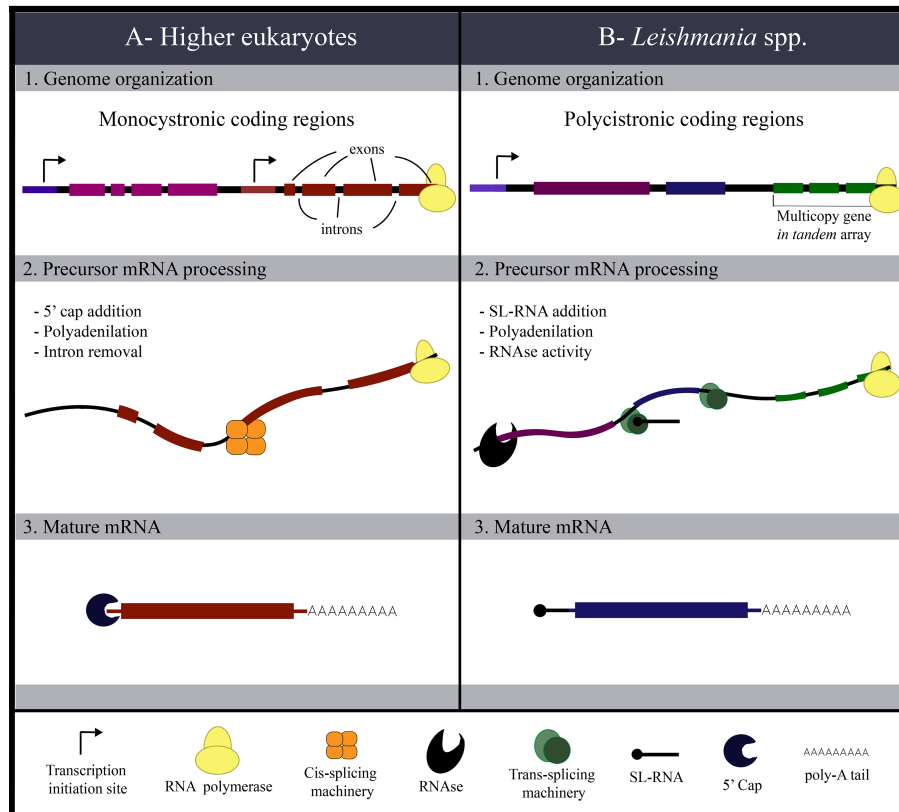 A- Higher eukaryotes
1. Genome organization
Monocystronic coding regions
exons
introns
2. Precursor mRNA processing
- 5’ cap addition
- Polyadenilation
- Intron removal
3. Mature mRNA
AAAAAAAAA
B- Leishmania spp.
1. Genome organization
Polycistronic coding regions
Multicopy gene
in tandem array
2. Precursor mRNA processing
- SL-RNA addition
- Polyadenilation
- RNAse activity
3. Mature mRNA
AAAAAAAAA
Transcription
initiation site
RNA polymerase
Cis-splicing
machinery
RNAse
Trans-splicing
machinery
SL-RNA
5’ Cap
AAAAAAAAA
poly-A tail